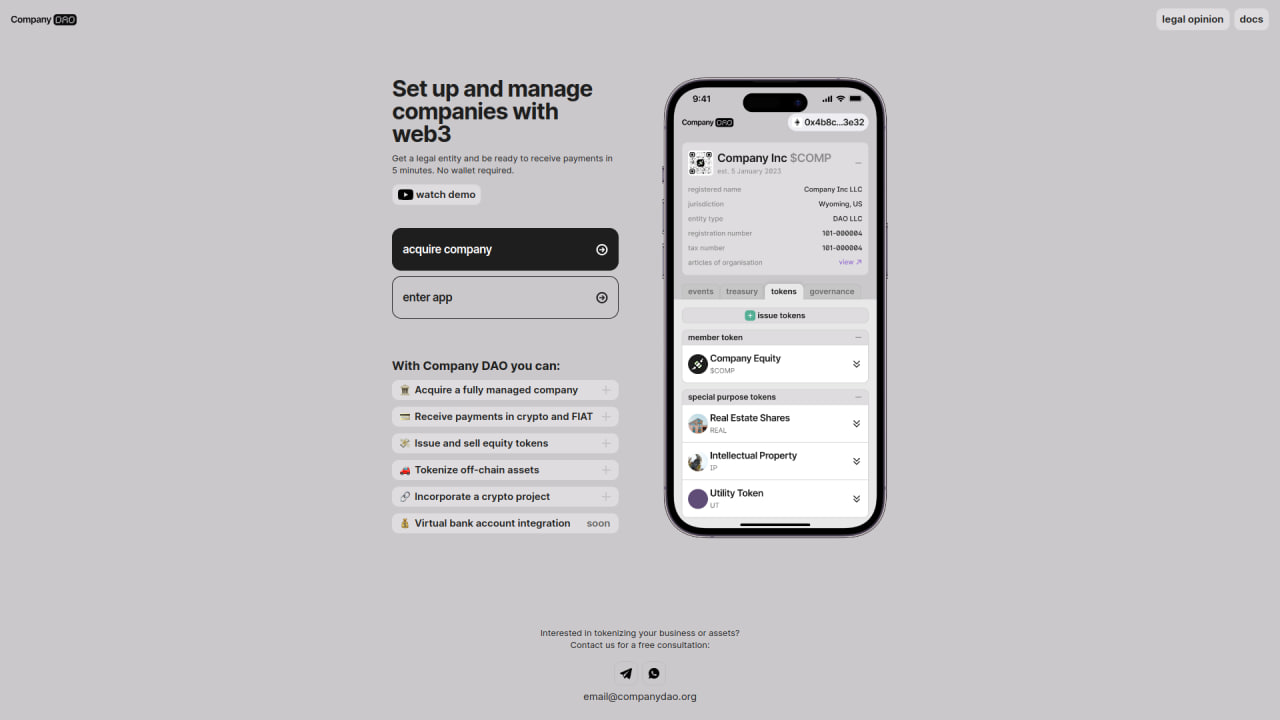 Company DAO
legal opinion
docs
Set up and manage
companies with
web3
Get a legal entity and be ready to receive payments in
5 minutes. No wallet required.
watch demo
acquire company
enter app
With Company DAO you can:
Acquire a fully managed company
Receive payments in crypto and FIAT
Issue and sell equity tokens
Tokenize off-chain assets
Incorporate a crypto project
Virtual bank account integration soon
9:41
Company DAO
0x4b8c...3e32
Company Inc $COMP
est. 5 January 2023
registered name Company Inc LLC
jurisdiction Wyoming, US
entity type DAO LLC
registration number 101-000004
tax number 101-000004
articles of organisation view ↗
events treasury tokens governance
issue tokens
member token
Company Equity
$COMP
special purpose tokens
Real Estate Shares
REAL
Intellectual Property
IP
Utility Token
UT
Interested in tokenizing your business or assets?
Contact us for a free consultation:
email@companydao.org